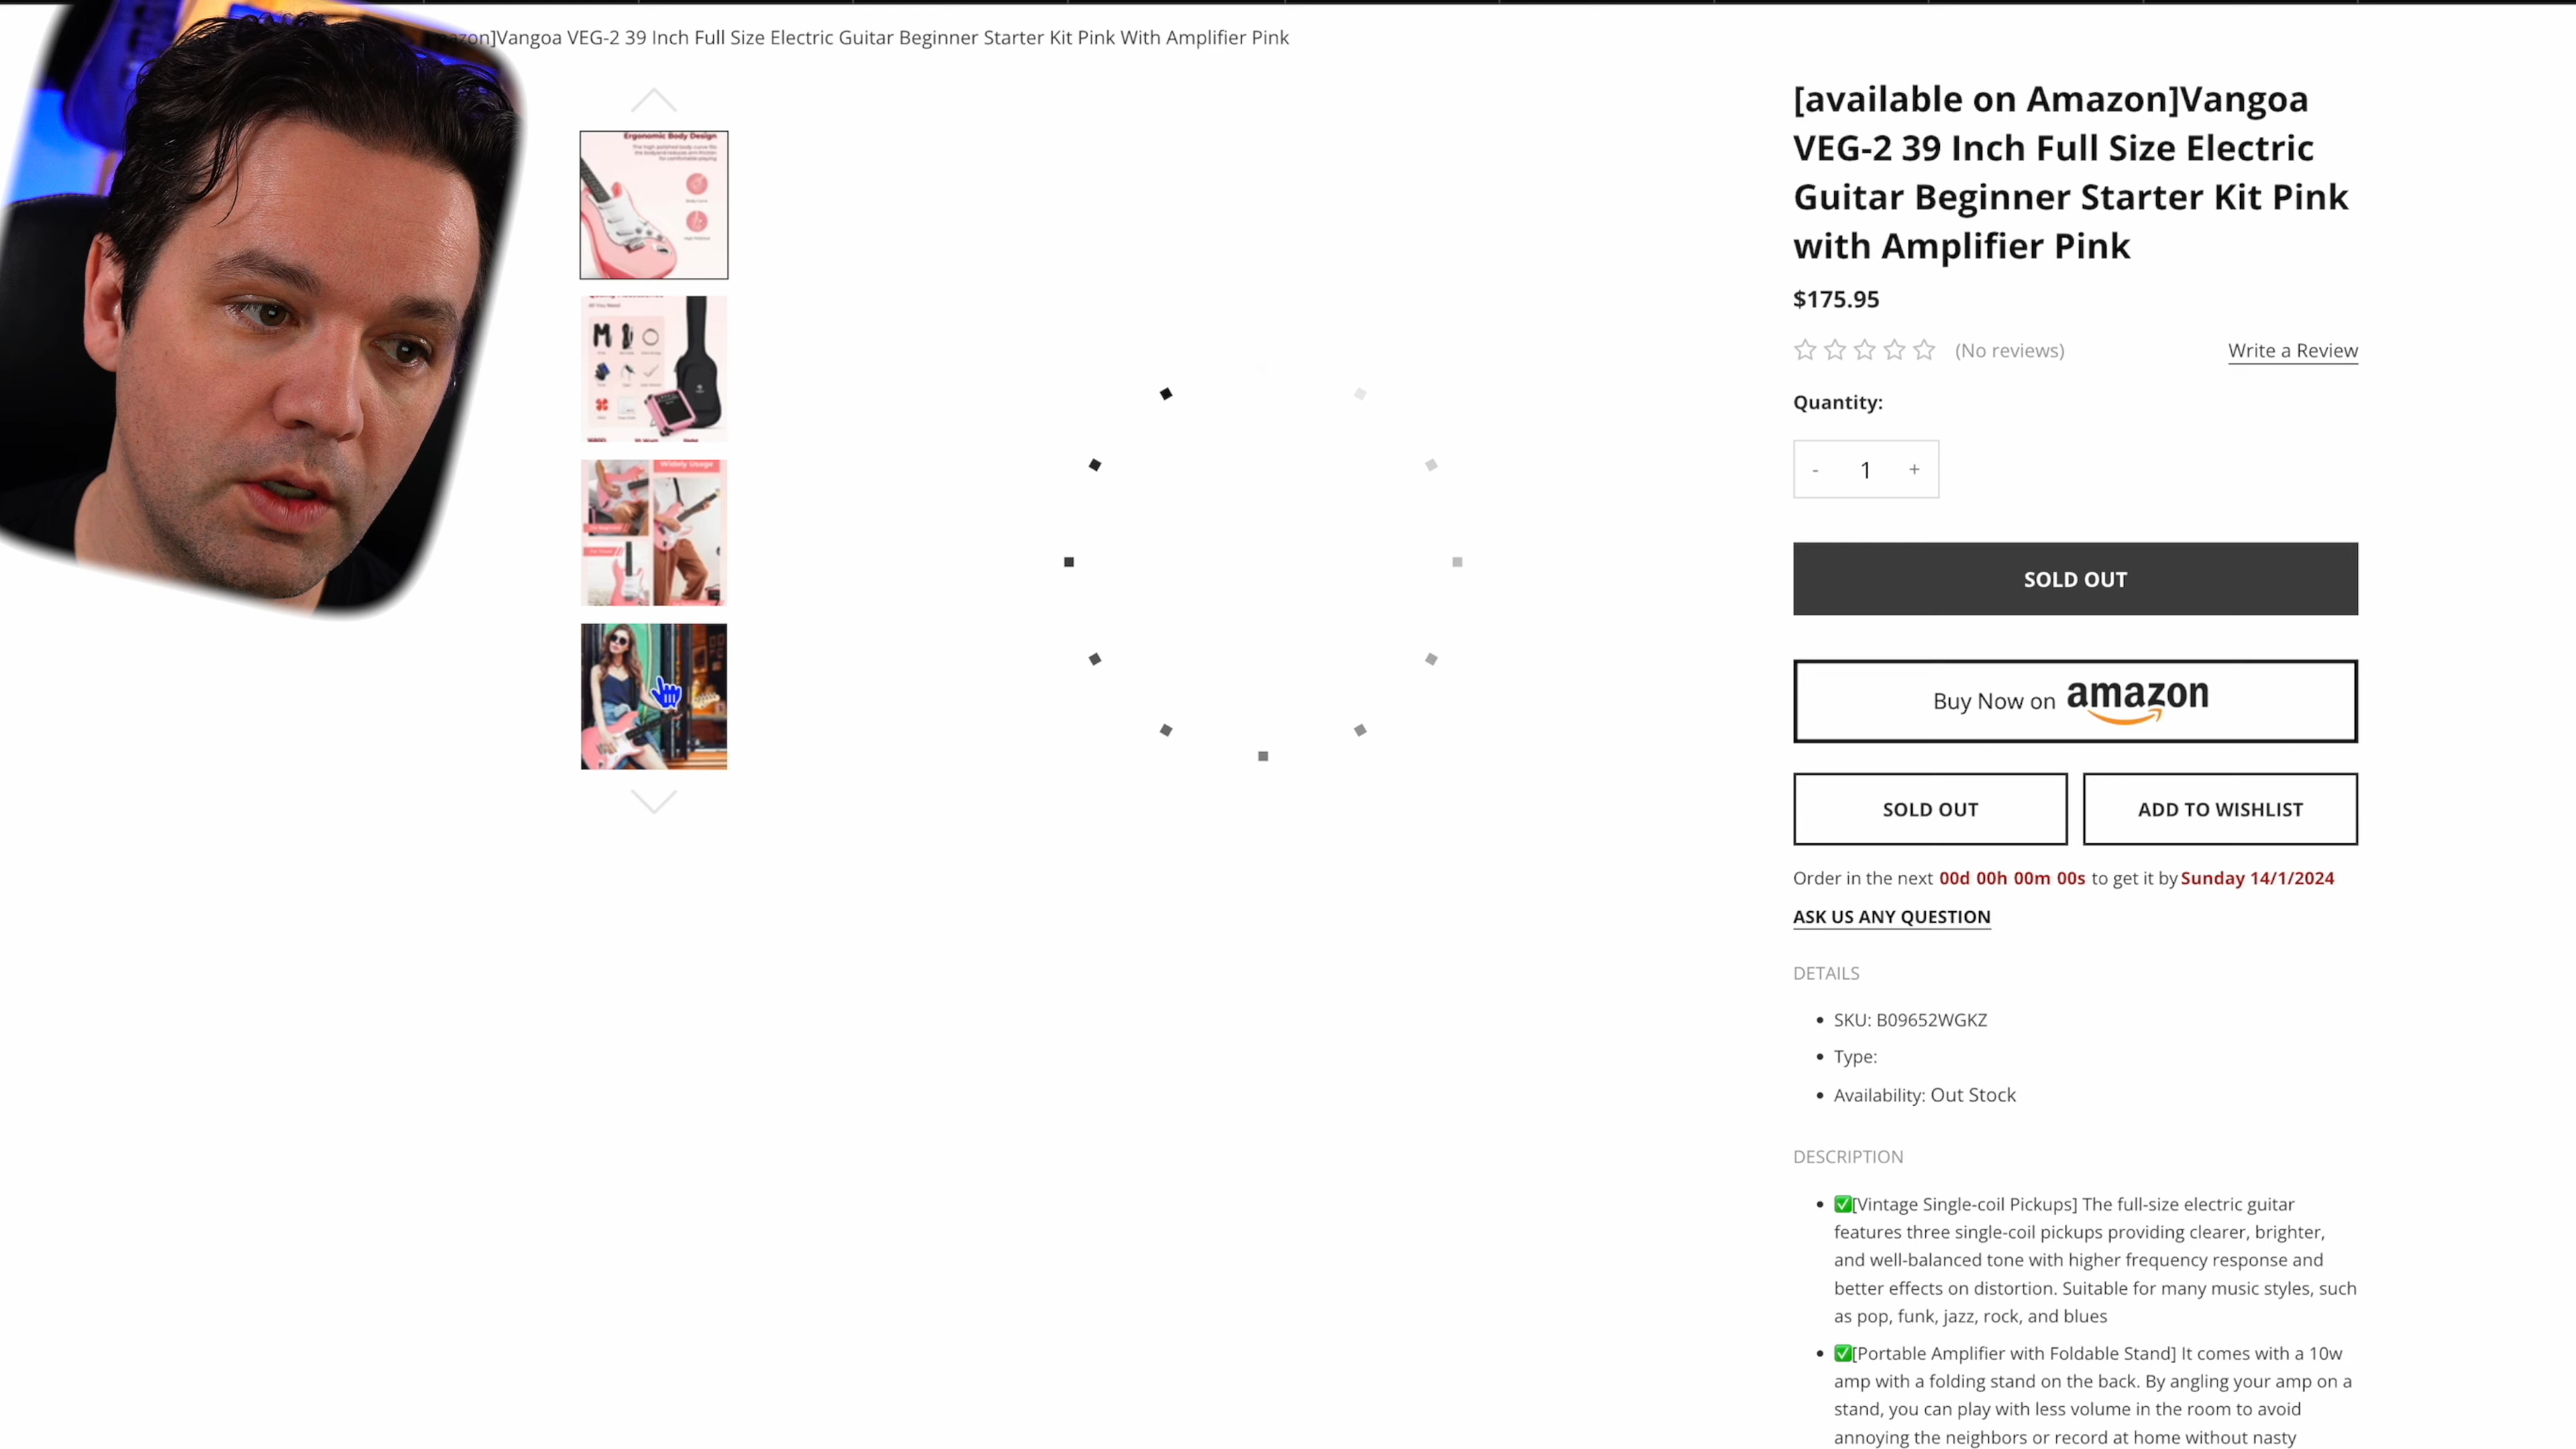 zon]Vangoa VEG-2 39 Inch Full Size Electric Guitar Beginner Starter Kit Pink With Amplifier Pink
Ergonomic Body Design
Widely Usage
[available on Amazon]Vangoa
VEG-2 39 Inch Full Size Electric
Guitar Beginner Starter Kit Pink
with Amplifier Pink
$175.95
(No reviews)
Write a Review
Quantity:
- 1 +
SOLD OUT
Buy Now on amazon
SOLD OUT
ADD TO WISHLIST
Order in the next 00d 00h 00m 00s to get it by Sunday 14/1/2024
ASK US ANY QUESTION
DETAILS
• SKU: B09652WGKZ
• Type:
• Availability: Out Stock
DESCRIPTION
• ✅[Vintage Single-coil Pickups] The full-size electric guitar
features three single-coil pickups providing clearer, brighter,
and well-balanced tone with higher frequency response and
better effects on distortion. Suitable for many music styles, such
as pop, funk, jazz, rock, and blues
• ✅[Portable Amplifier with Foldable Stand] It comes with a 10w
amp with a folding stand on the back. By angling your amp on a
stand, you can play with less volume in the room to avoid
annoying the neighbors or record at home without nasty